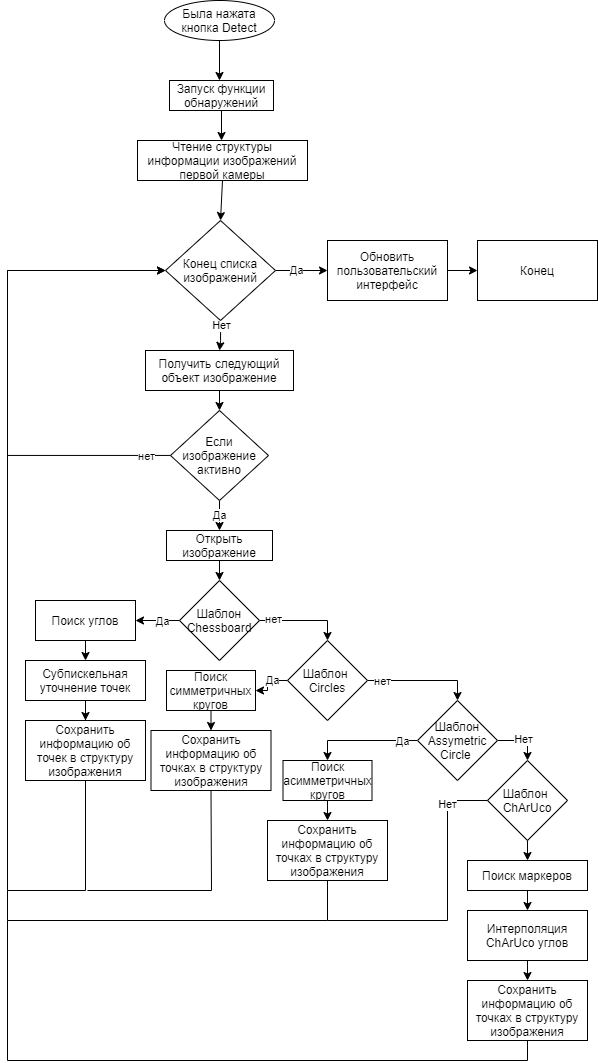 Была нажата
кнопка Detect
Запуск функции
обнаружений
Чтение структуры
информации изображений
первой камеры
Конец списка
изображений
Да
Обновить
пользовательский
интерфейс
Конец
Нет
Получить следующий
объект изображение
Если
изображение
активно
нет
Да
Открыть
изображение
Шаблон
Chessboard
Да
нет
Поиск углов
Субпискельная
уточнение точек
Сохранить
информацию об
точек в структуру
изображения
Шаблон
Circles
Да
нет
Поиск
симметричных
кругов
Сохранить
информацию об
точках в структуру
изображения
Шаблон
Assymetric
Circle
Да
Нет
Поиск
асимметричных
кругов
Сохранить
информацию об
точках в структуру
изображения
Шаблон
ChArUco
Нет
Поиск маркеров
Интерполяция
ChArUco углов
Сохранить
информацию об
точках в структуру
изображения